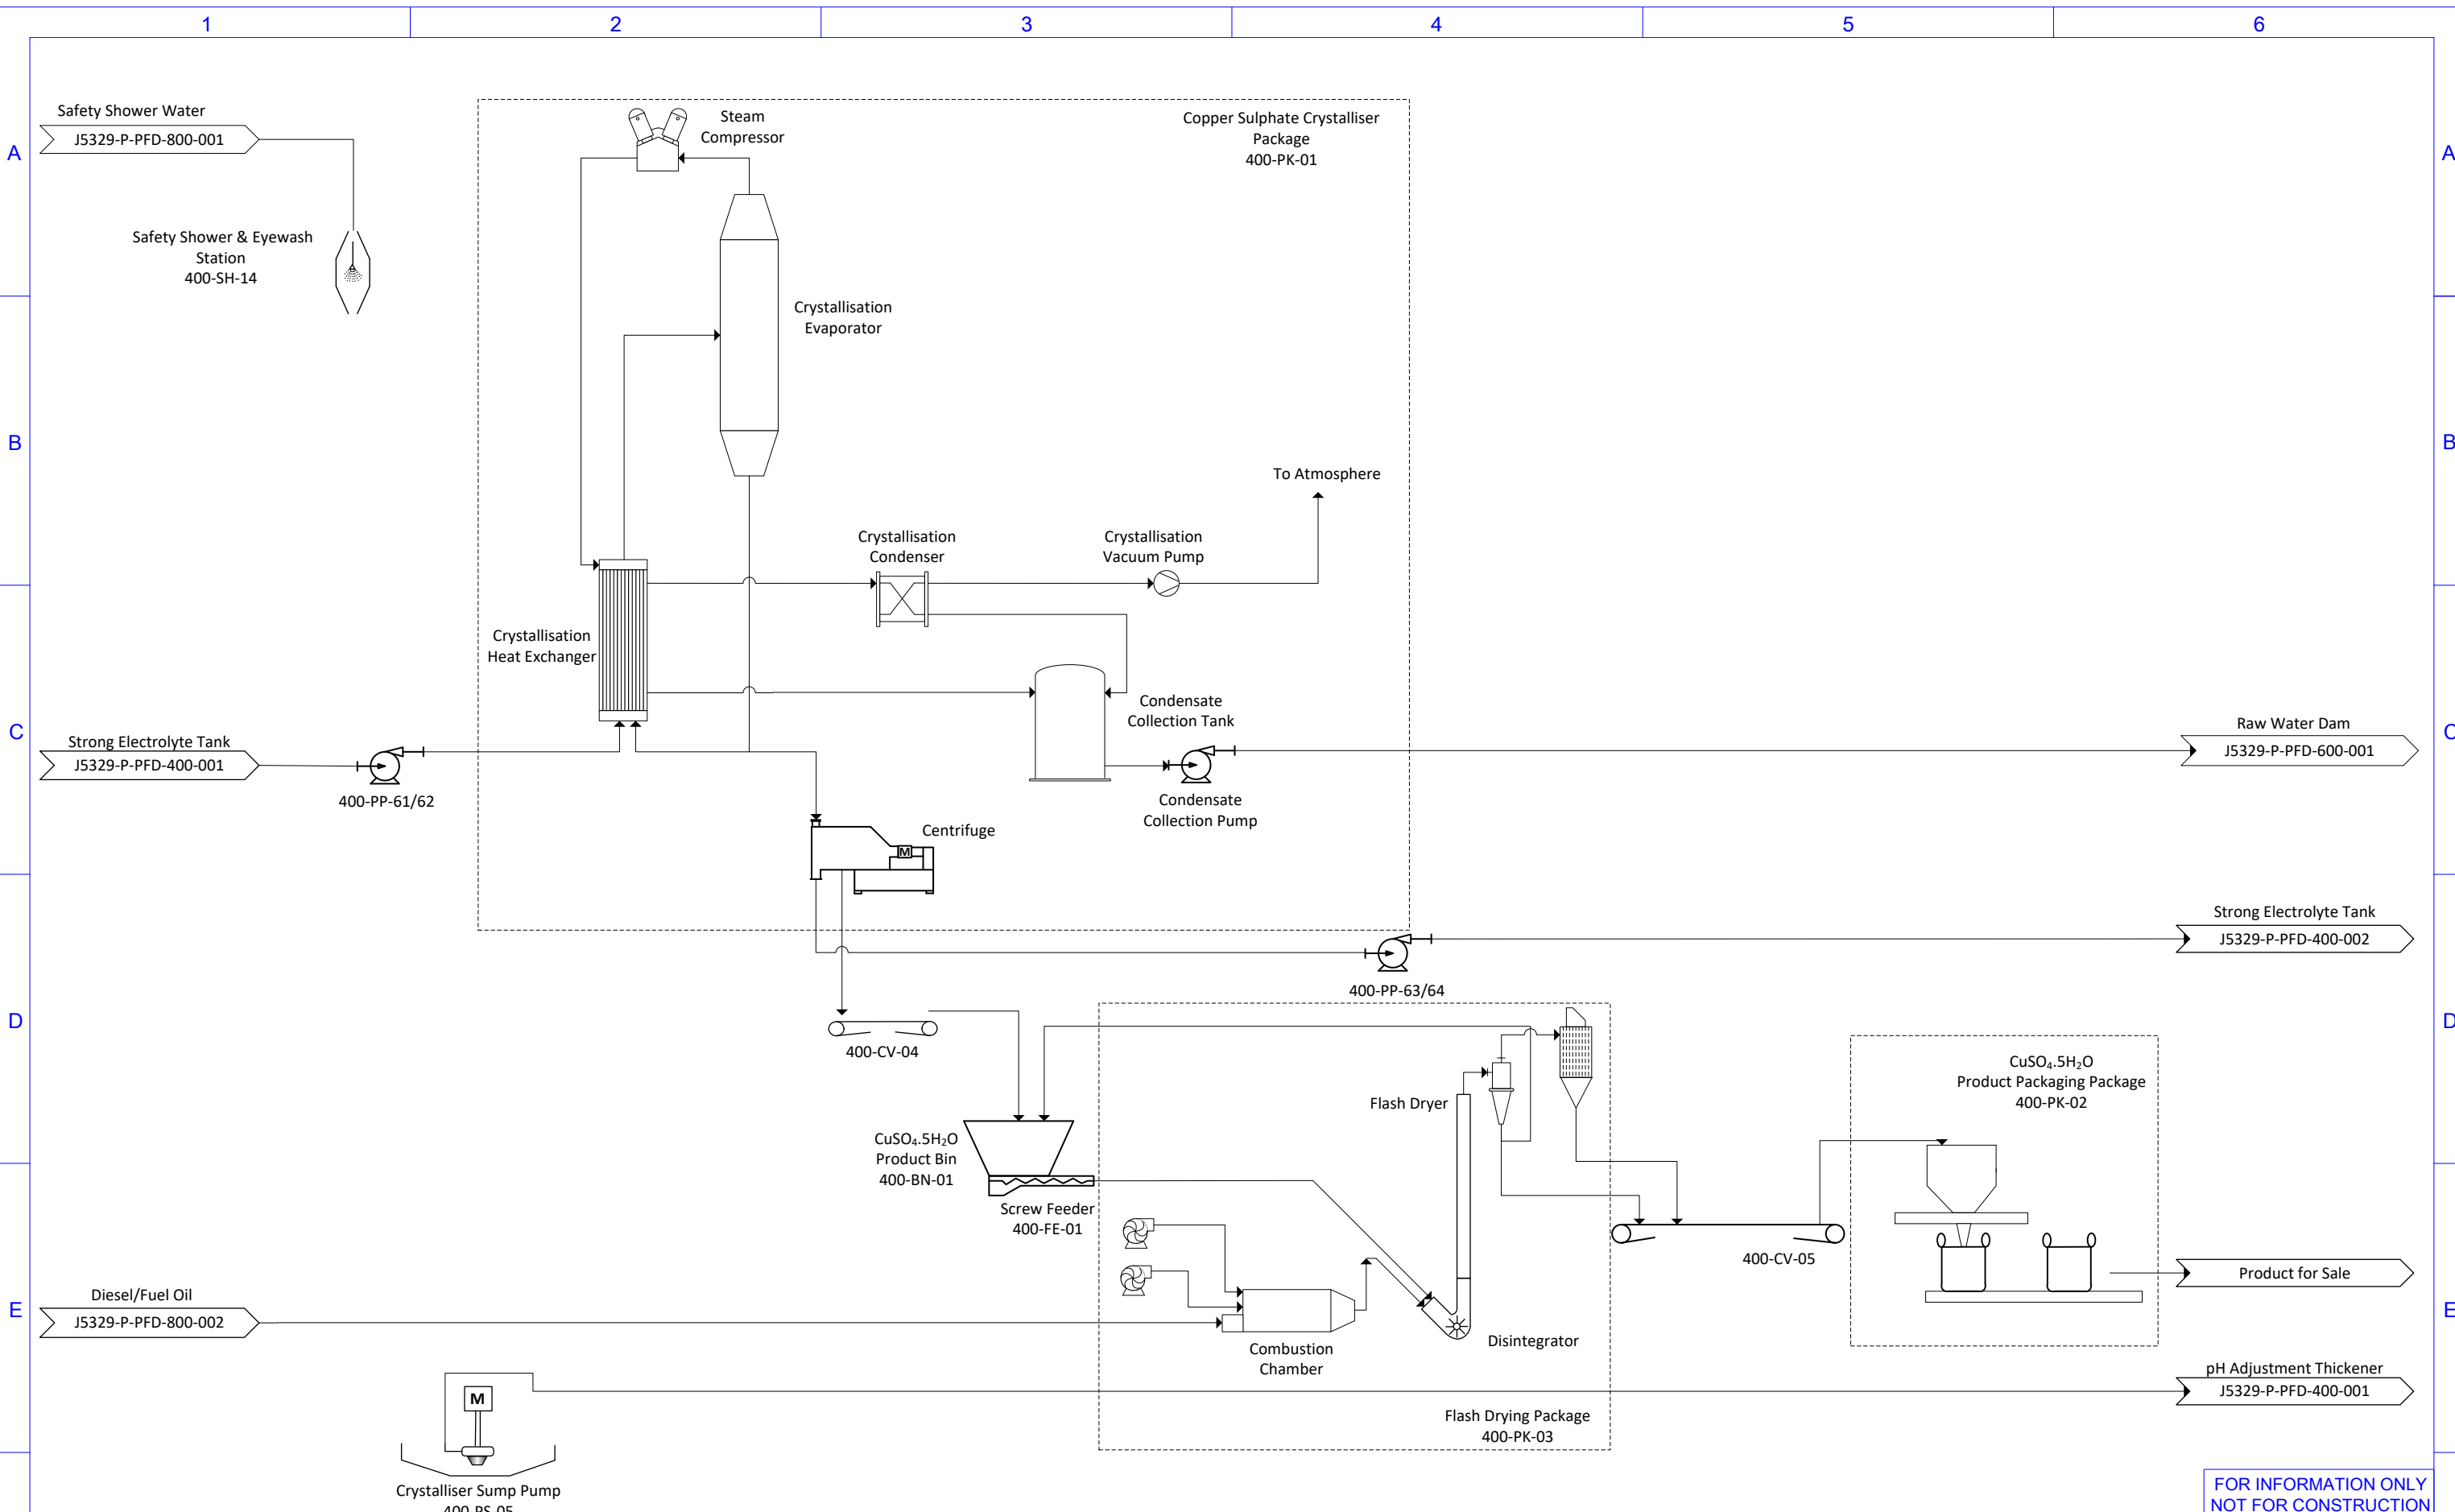 1 2 3 4 5 6
Safety Shower Water
J5329-P-PFD-800-001
Steam
Compressor
Copper Sulphate Crystalliser
Package
400-PK-01
A A
Safety Shower & Eyewash
Station
400-SH-14
Crystallisation
Evaporator
B B
To Atmosphere
Crystallisation
Condenser
Crystallisation
Vacuum Pump
Crystallisation
Heat Exchanger
Condensate
Collection Tank
C C
Strong Electrolyte Tank
J5329-P-PFD-400-001
Raw Water Dam
J5329-P-PFD-600-001
400-PP-61/62
Condensate
Collection Pump
Centrifuge
M
Strong Electrolyte Tank
J5329-P-PFD-400-002
400-PP-63/64
D D
400-CV-04
CuSO₄.5H₂O
Product Packaging Package
400-PK-02
Flash Dryer
CuSO₄.5H₂O
Product Bin
400-BN-01
Screw Feeder
400-FE-01
400-CV-05
Product for Sale
E E
Diesel/Fuel Oil
J5329-P-PFD-800-002
Combustion
Chamber
Disintegrator
pH Adjustment Thickener
J5329-P-PFD-400-001
M
Flash Drying Package
400-PK-03
Crystalliser Sump Pump
400-PS-05
FOR INFORMATION ONLY
NOT FOR CONSTRUCTION